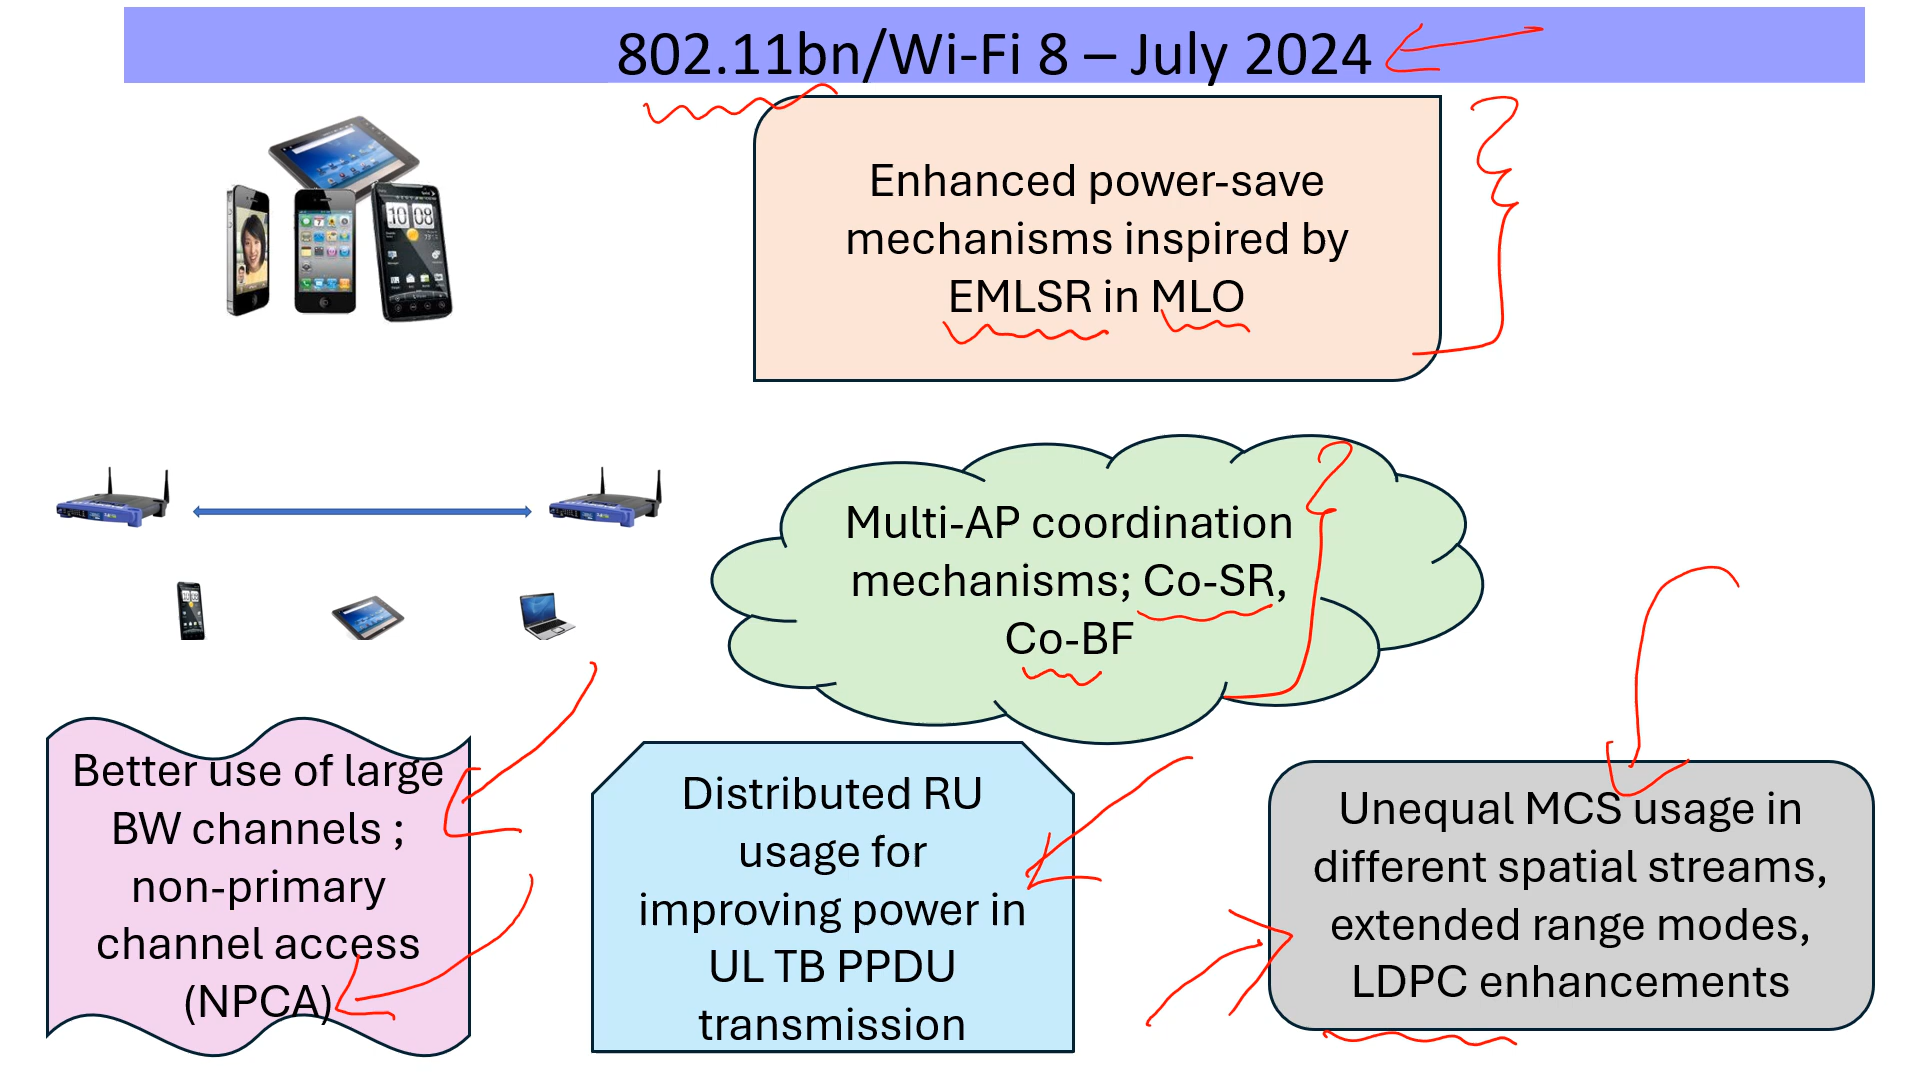 802.11bn/Wi-Fi 8 – July 2024
Enhanced power-save
mechanisms inspired by
EMLSR in MLO
10 08
Multi-AP coordination
mechanisms; Co-SR,
Co-BF
Better use of large
BW channels ;
non-primary
channel access
(NPCA)
Distributed RU
usage for
improving power in
UL TB PPDU
transmission
Unequal MCS usage in
different spatial streams,
extended range modes,
LDPC enhancements